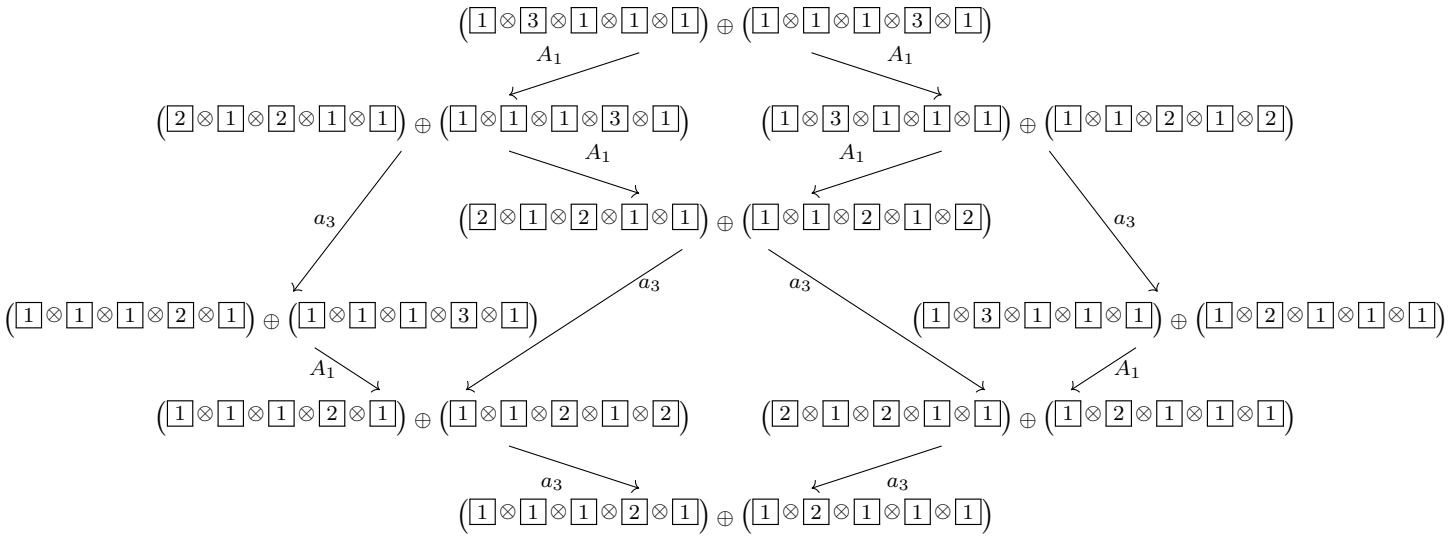 (1⊗3⊗1⊗1⊗1) ⊕ (1⊗1⊗1⊗3⊗1)
A₁ A₁
(2⊗1⊗2⊗1⊗1) ⊕ (1⊗1⊗1⊗3⊗1) (1⊗3⊗1⊗1⊗1) ⊕ (1⊗1⊗2⊗1⊗2)
A₁ A₁
a₃ (2⊗1⊗2⊗1⊗1) ⊕ (1⊗1⊗2⊗1⊗2) a₃
a₃ a₃
(1⊗1⊗1⊗2⊗1) ⊕ (1⊗1⊗1⊗3⊗1) (1⊗3⊗1⊗1⊗1) ⊕ (1⊗2⊗1⊗1⊗1)
A₁ A₁
(1⊗1⊗1⊗2⊗1) ⊕ (1⊗1⊗2⊗1⊗2) (2⊗1⊗2⊗1⊗1) ⊕ (1⊗2⊗1⊗1⊗1)
a₃ a₃
(1⊗1⊗1⊗2⊗1) ⊕ (1⊗2⊗1⊗1⊗1)